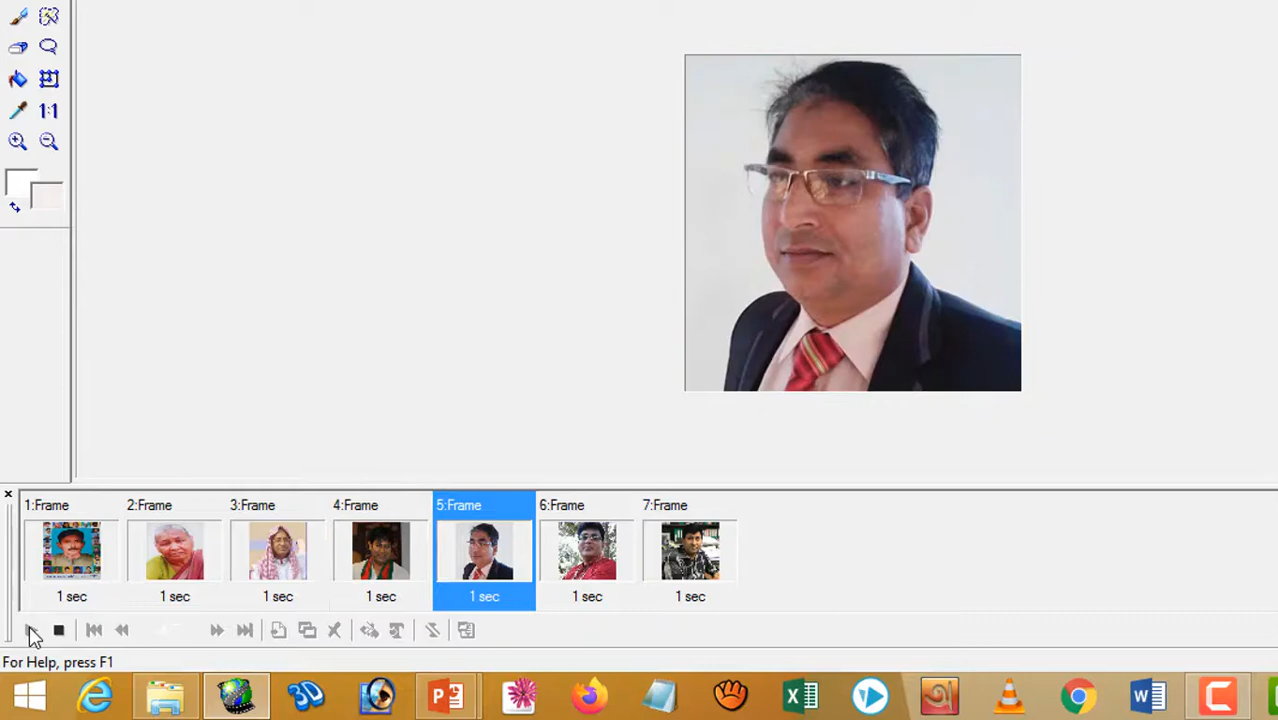 1:1
1:Frame 2:Frame 3:Frame 4:Frame 5:Frame 6:Frame 7:Frame
1 sec 1 sec 1 sec 1 sec 1 sec 1 sec 1 sec
For Help, press F1